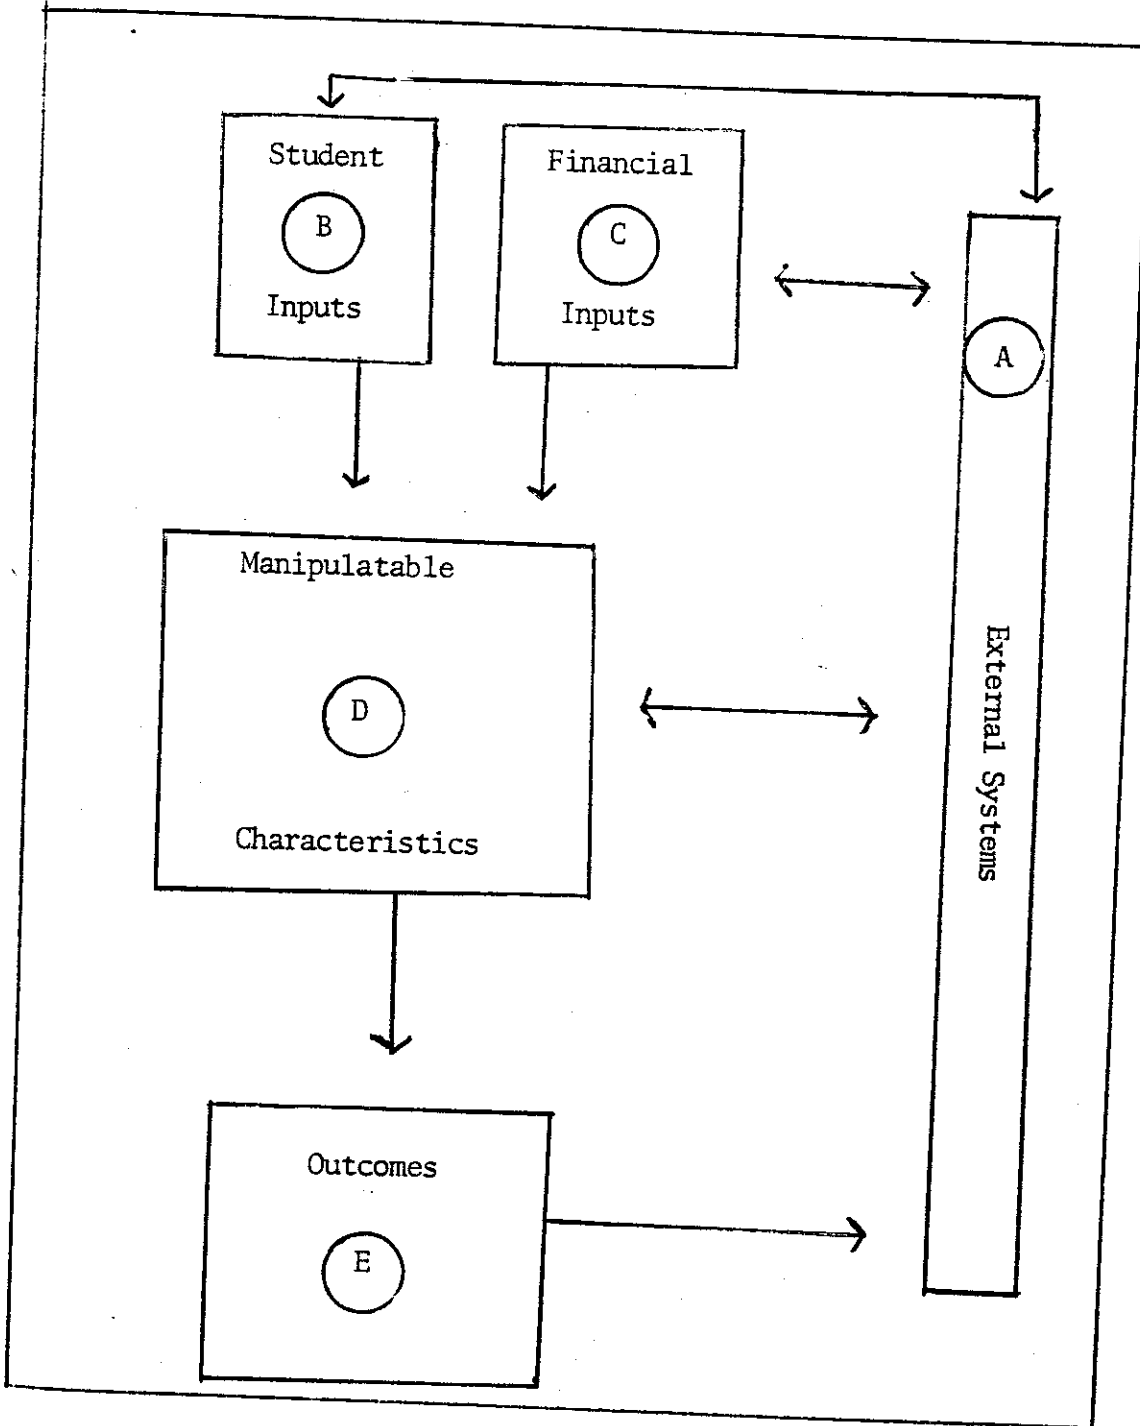 Student
B
Inputs
Financial
C
Inputs
A
External Systems
Manipulatable
D
Characteristics
Outcomes
E